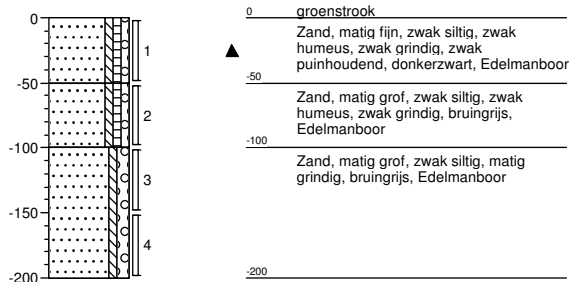 0
-50
-100
-150
-200
1
2
3
4
0
groenstrook
Zand, matig fijn, zwak siltig, zwak
humeus, zwak grindig, zwak
puinhoudend, donkerzwart, Edelmanboor
-50
Zand, matig grof, zwak siltig, zwak
humeus, zwak grindig, bruingrijs,
Edelmanboor
-100
Zand, matig grof, zwak siltig, matig
grindig, bruingrijs, Edelmanboor
-200